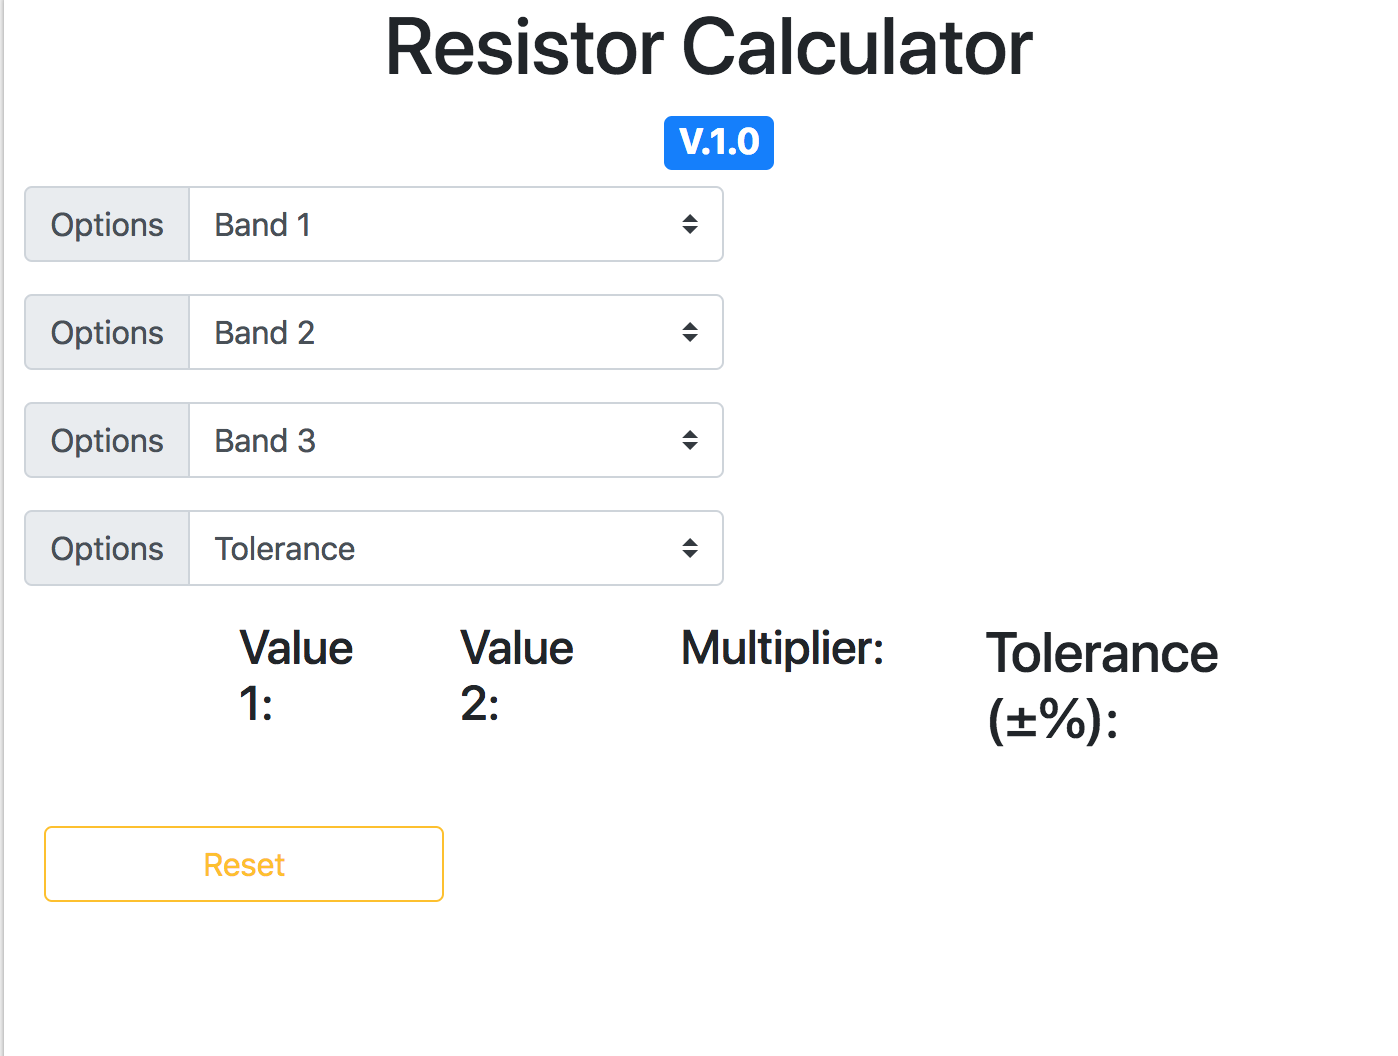 Resistor Calculator
V.1.0
Options Band 1
Options Band 2
Options Band 3
Options Tolerance
Value 1:
Value 2:
Multiplier:
Tolerance (±%):
Reset